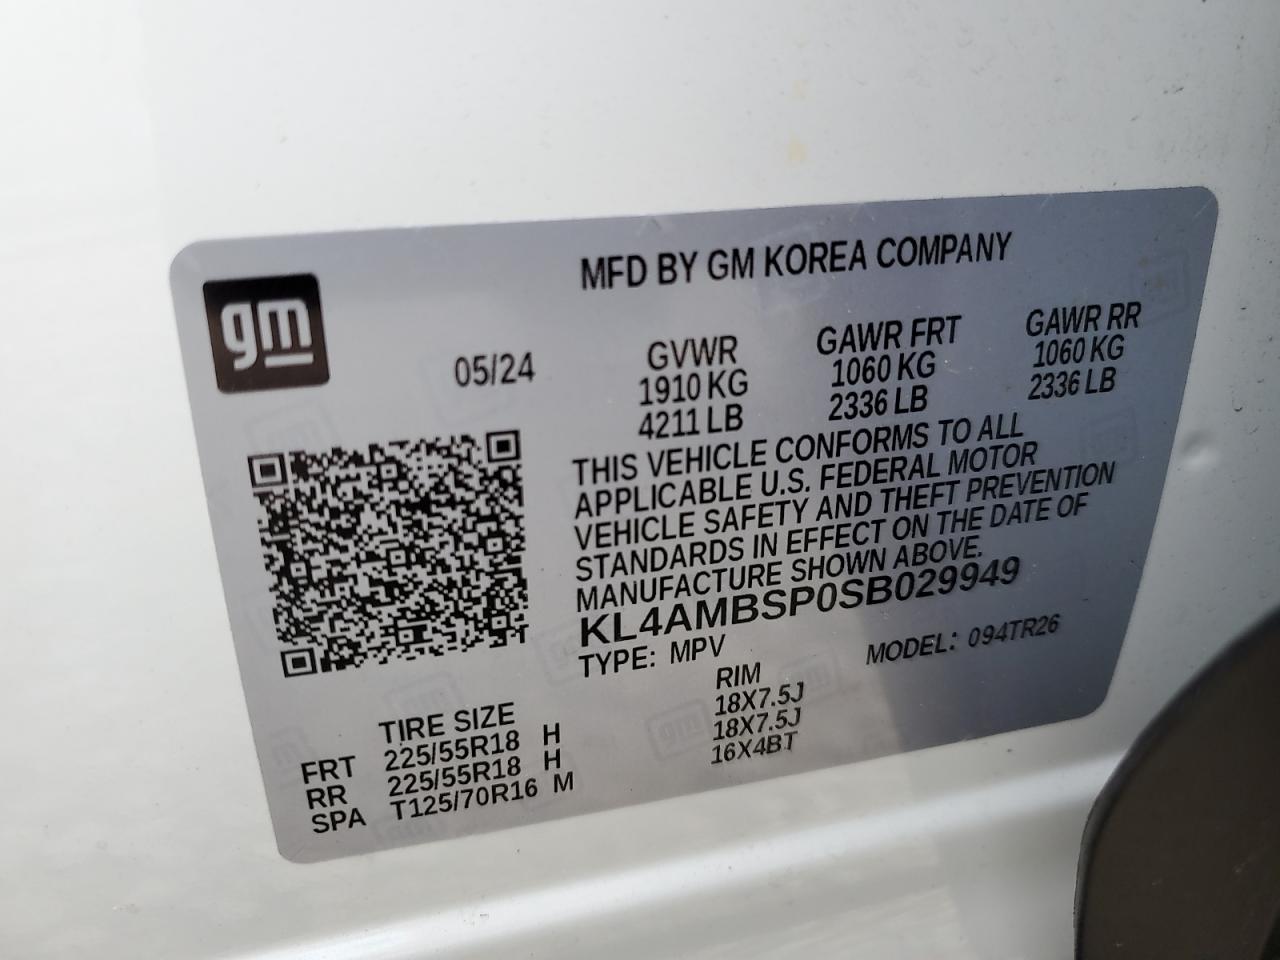 gm
MFD BY GM KOREA COMPANY
05/24
GVWR
1910 KG
4211 LB
GAWR FRT
1060 KG
2336 LB
GAWR RR
1060 KG
2336 LB
THIS VEHICLE CONFORMS TO ALL
APPLICABLE U.S. FEDERAL MOTOR
VEHICLE SAFETY AND THEFT PREVENTION
STANDARDS IN EFFECT ON THE DATE OF
MANUFACTURE SHOWN ABOVE.
KL4AMBSP0SB029949
TYPE: MPV MODEL: 094TR26
TIRE SIZE RIM
FRT 225/55R18 H 18X7.5J
RR 225/55R18 H 18X7.5J
SPA T125/70R16 M 16X4BT